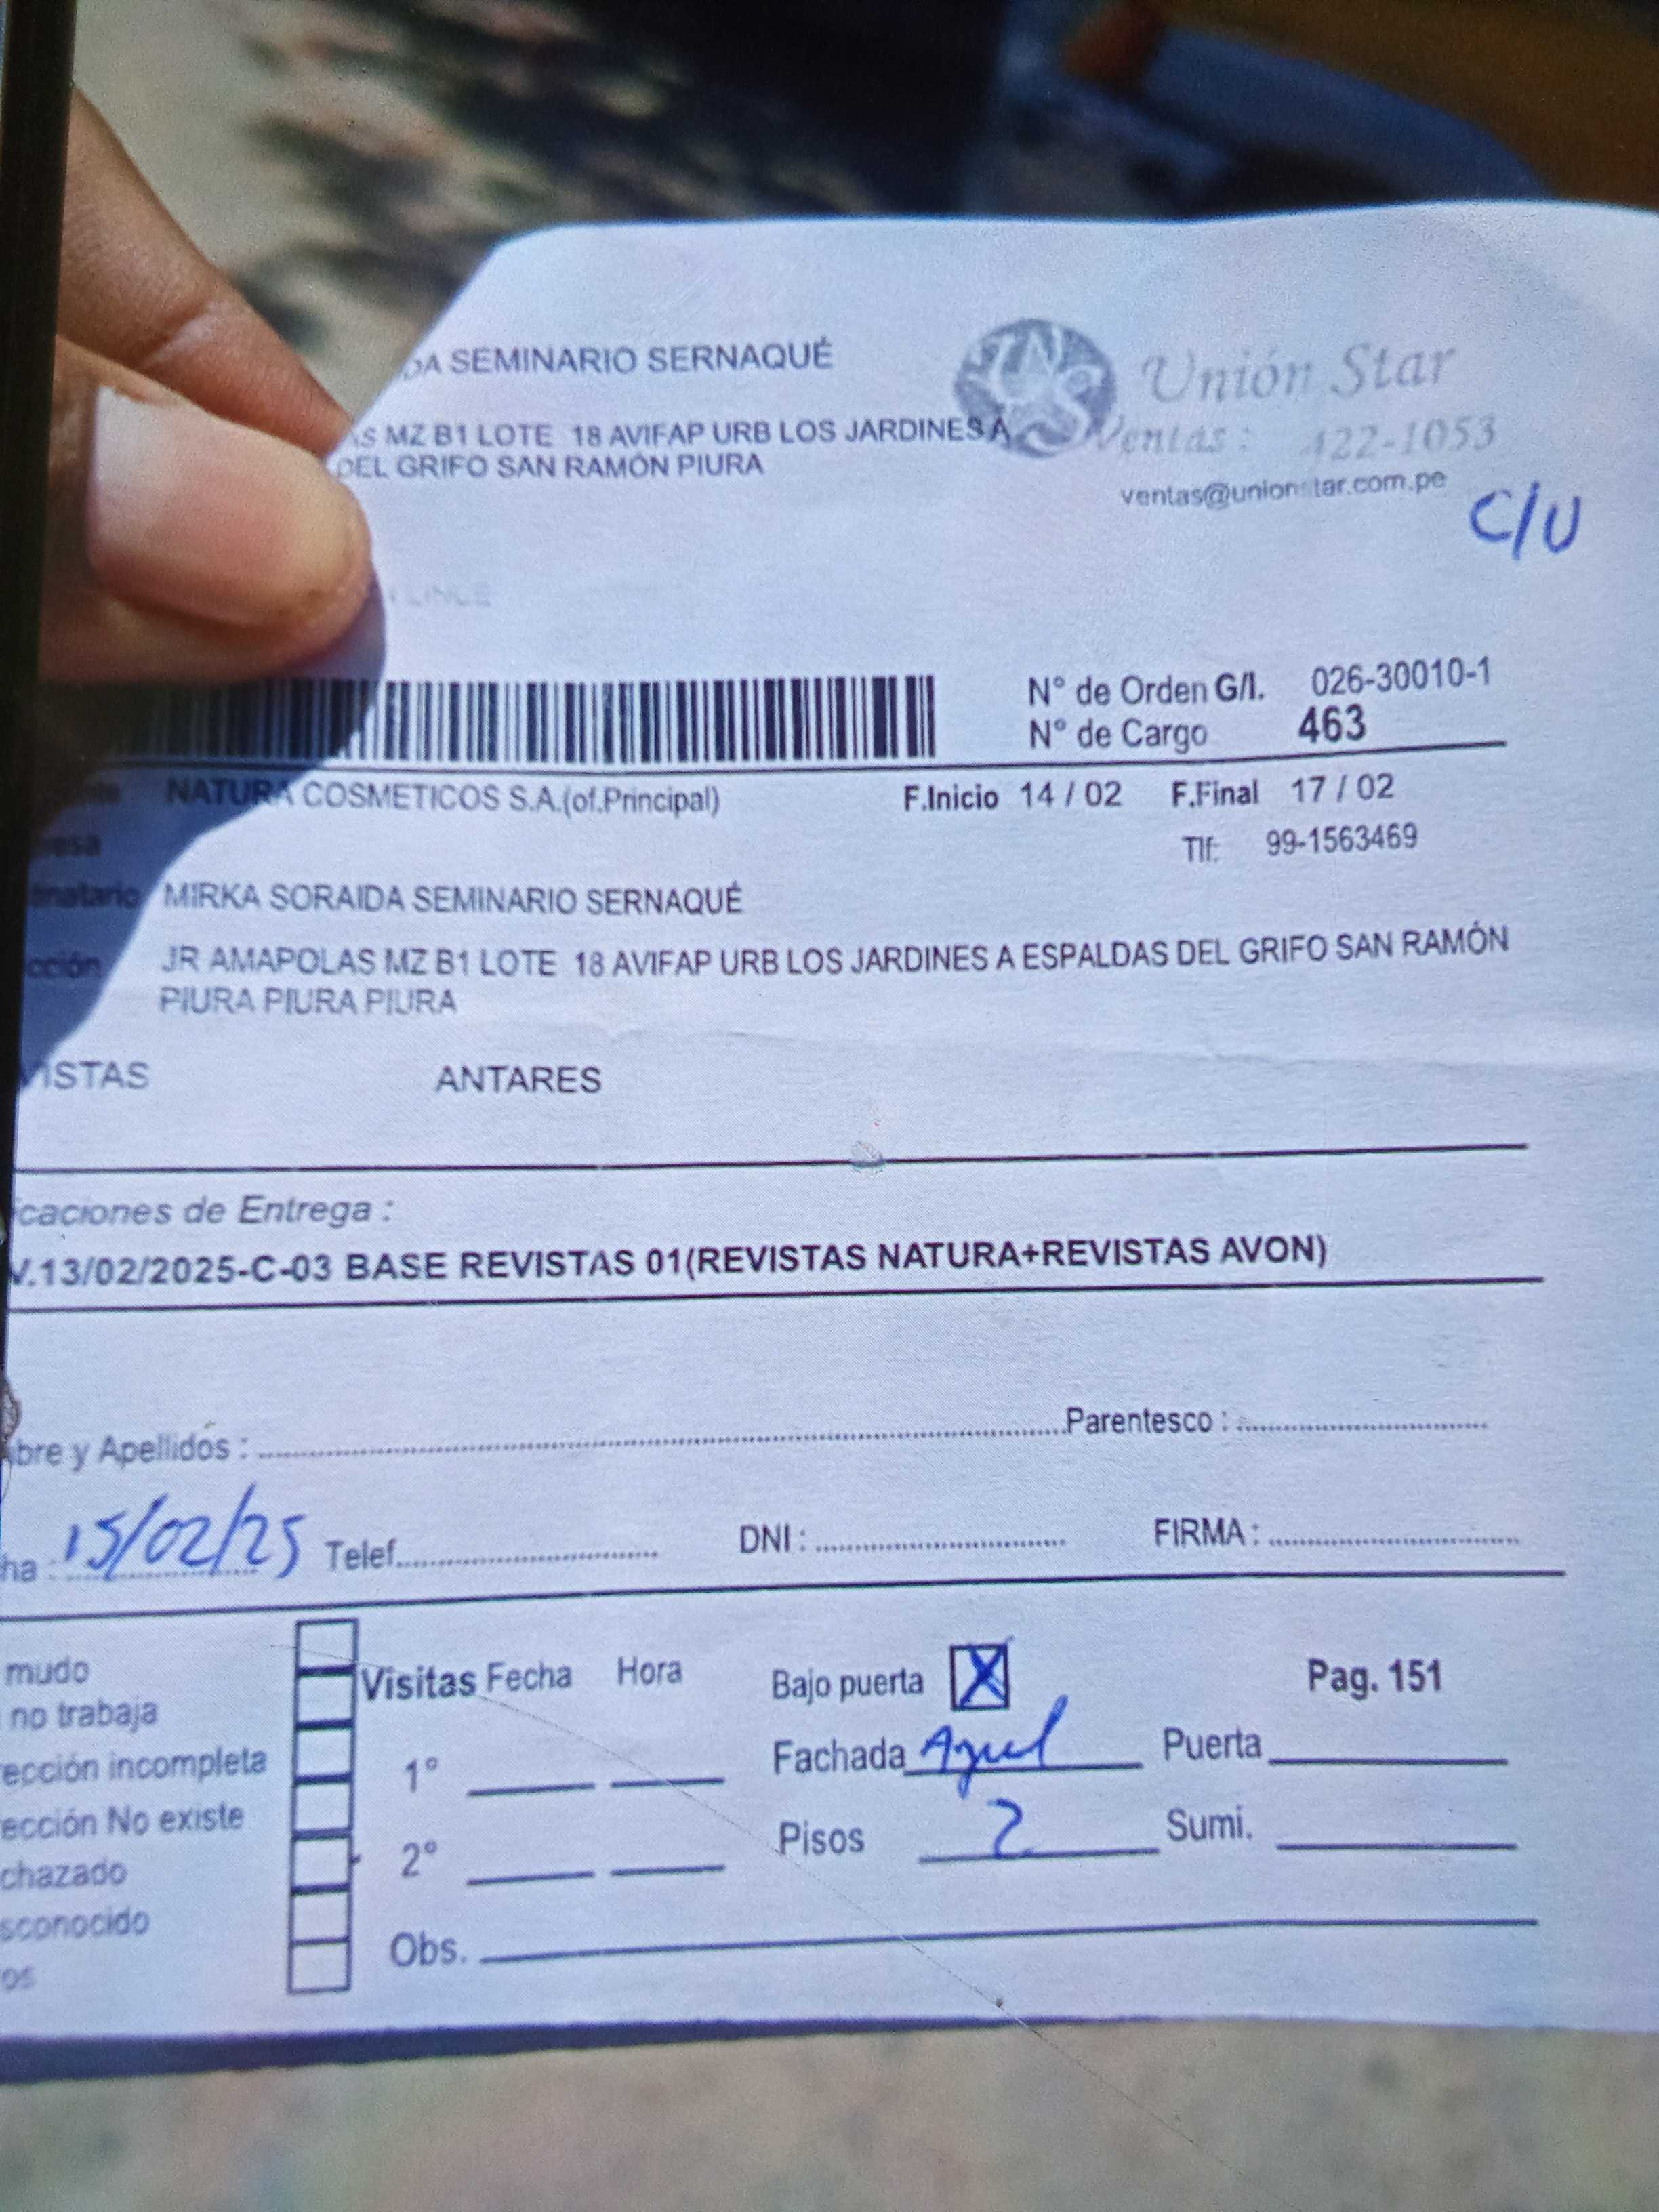 SEMINARIO SERNAQUÉ
MZ B1 LOTE 18 AVIFAP URB LOS JARDINES A
DEL GRIFO SAN RAMÓN PIURA
Unión Star
Ventas: 422-1053
ventas@unionstar.com.pe
C/U
N° de Orden G/I. 026-30010-1
N° de Cargo 463
NATURA COSMETICOS S.A.(of.Principal) F.Inicio 14 / 02 F.Final 17 / 02
Tlf: 99-1563469
MIRKA SORAIDA SEMINARIO SERNAQUÉ
JR AMAPOLAS MZ B1 LOTE 18 AVIFAP URB LOS JARDINES A ESPALDAS DEL GRIFO SAN RAMÓN
PIURA PIURA PIURA
VISTAS ANTARES
caciones de Entrega :
V.13/02/2025-C-03 BASE REVISTAS 01(REVISTAS NATURA+REVISTAS AVON)
bre y Apellidos : Parentesco :
ha : 15/02/25 Telef. DNI : FIRMA :
mudo
no trabaja
ección incompleta
ección No existe
chazado
sconocido
os
Visitas Fecha Hora
1°
2°
Obs.
Bajo puerta X Pag. 151
Fachada Azul Puerta
Pisos 2 Sumi.